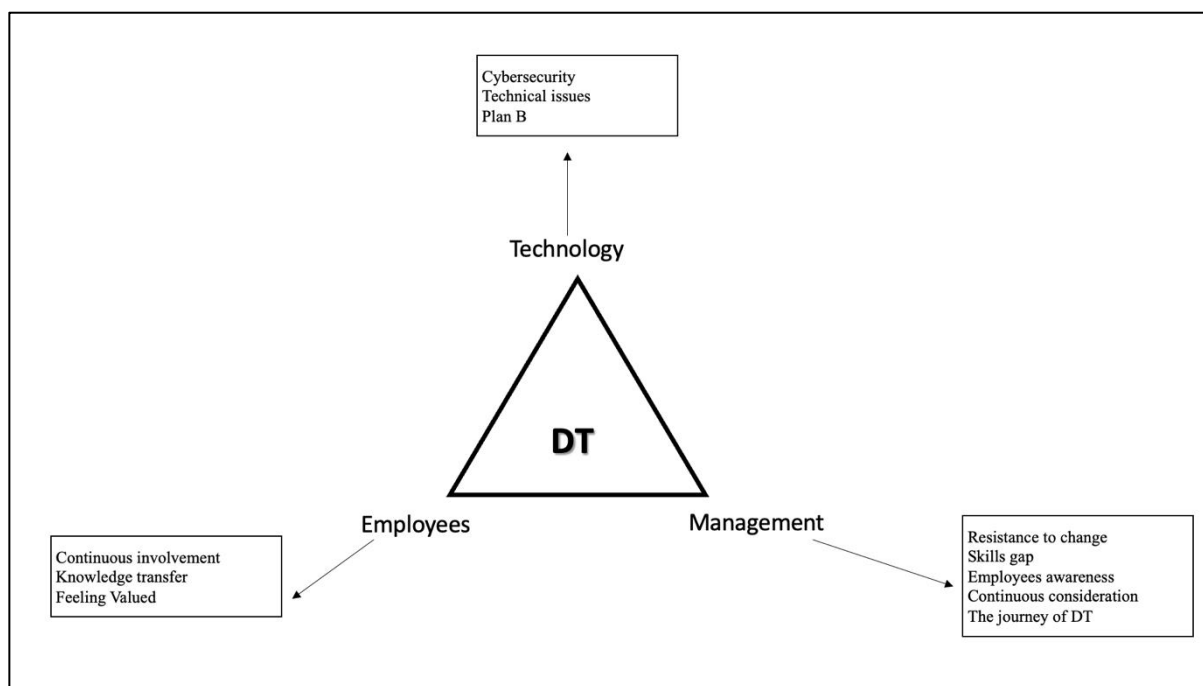 Cybersecurity
Technical issues
Plan B
Technology
DT
Employees
Management
Continuous involvement
Knowledge transfer
Feeling Valued
Resistance to change
Skills gap
Employees awareness
Continuous consideration
The journey of DT